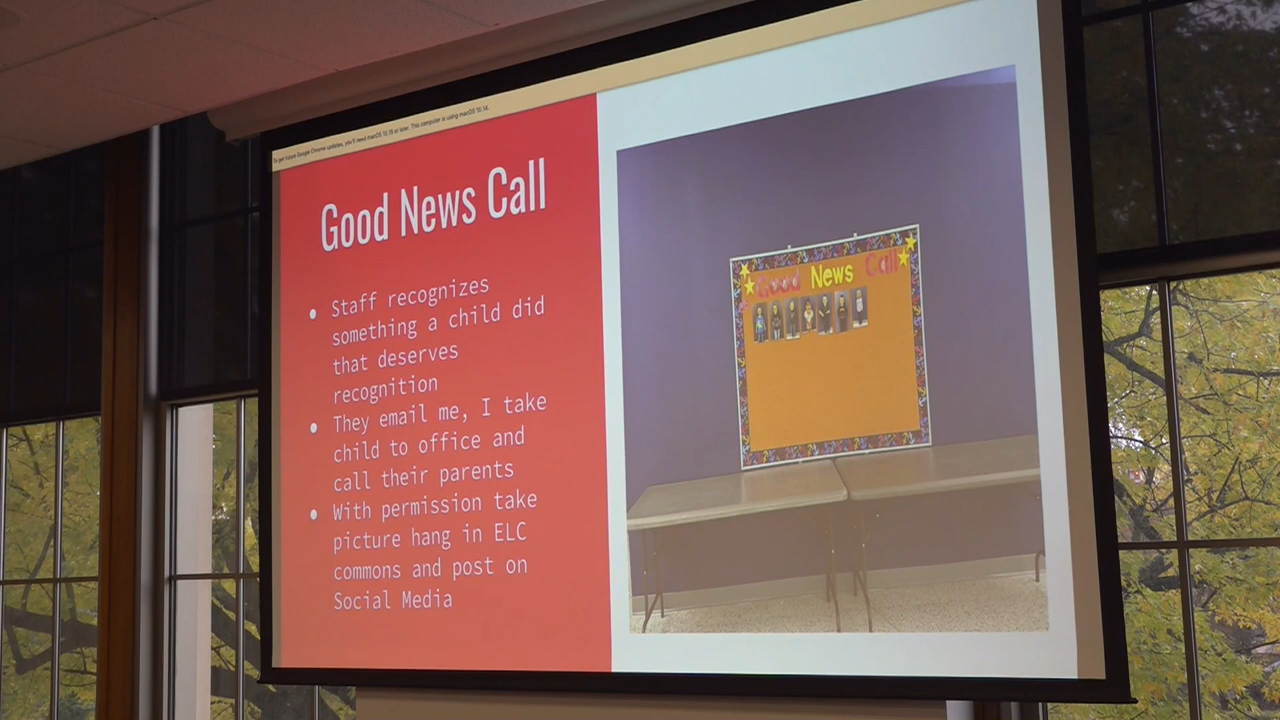 To get future Google Chrome updates, you'll need macOS 10.15 or later. This computer is using macOS 10.14.
Good News Call
• Staff recognizes
something a child did
that deserves
recognition
• They email me, I take
child to office and
call their parents
• With permission take
picture hang in ELC
commons and post on
Social Media
Good News Call